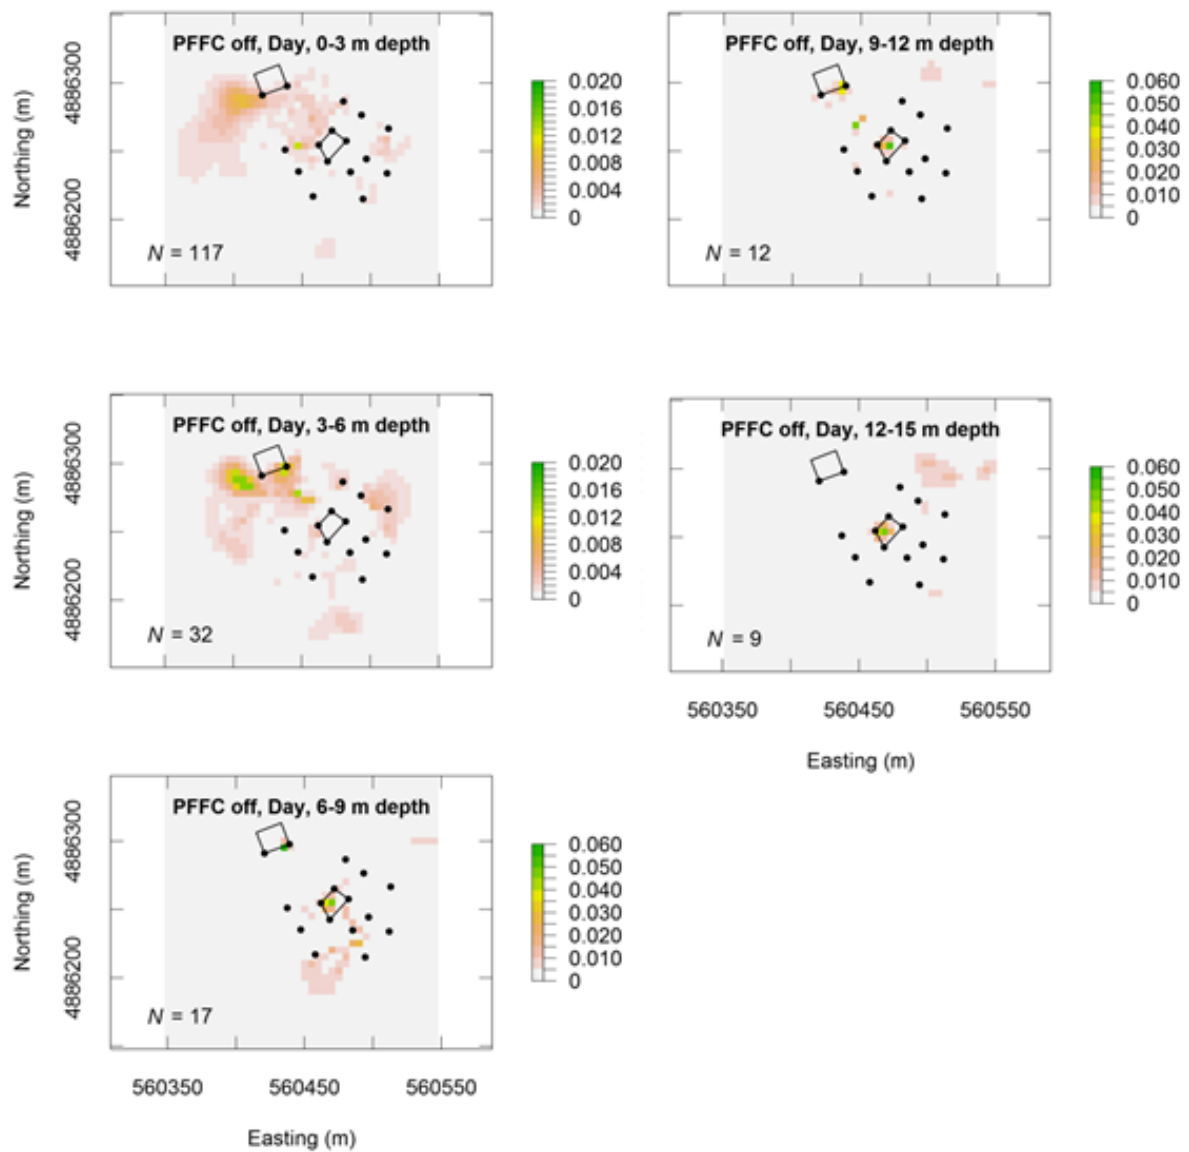 PFFC off, Day, 0-3 m depth
Northing (m)
4886300
4886200
N = 117
0.020
0.016
0.012
0.008
0.004
0
PFFC off, Day, 9-12 m depth
N = 12
0.060
0.050
0.040
0.030
0.020
0.010
0
PFFC off, Day, 3-6 m depth
Northing (m)
4886300
4886200
N = 32
0.020
0.016
0.012
0.008
0.004
0
PFFC off, Day, 12-15 m depth
N = 9
0.060
0.050
0.040
0.030
0.020
0.010
0
560350 560450 560550
Easting (m)
PFFC off, Day, 6-9 m depth
Northing (m)
4886300
4886200
N = 17
0.060
0.050
0.040
0.030
0.020
0.010
0
560350 560450 560550
Easting (m)